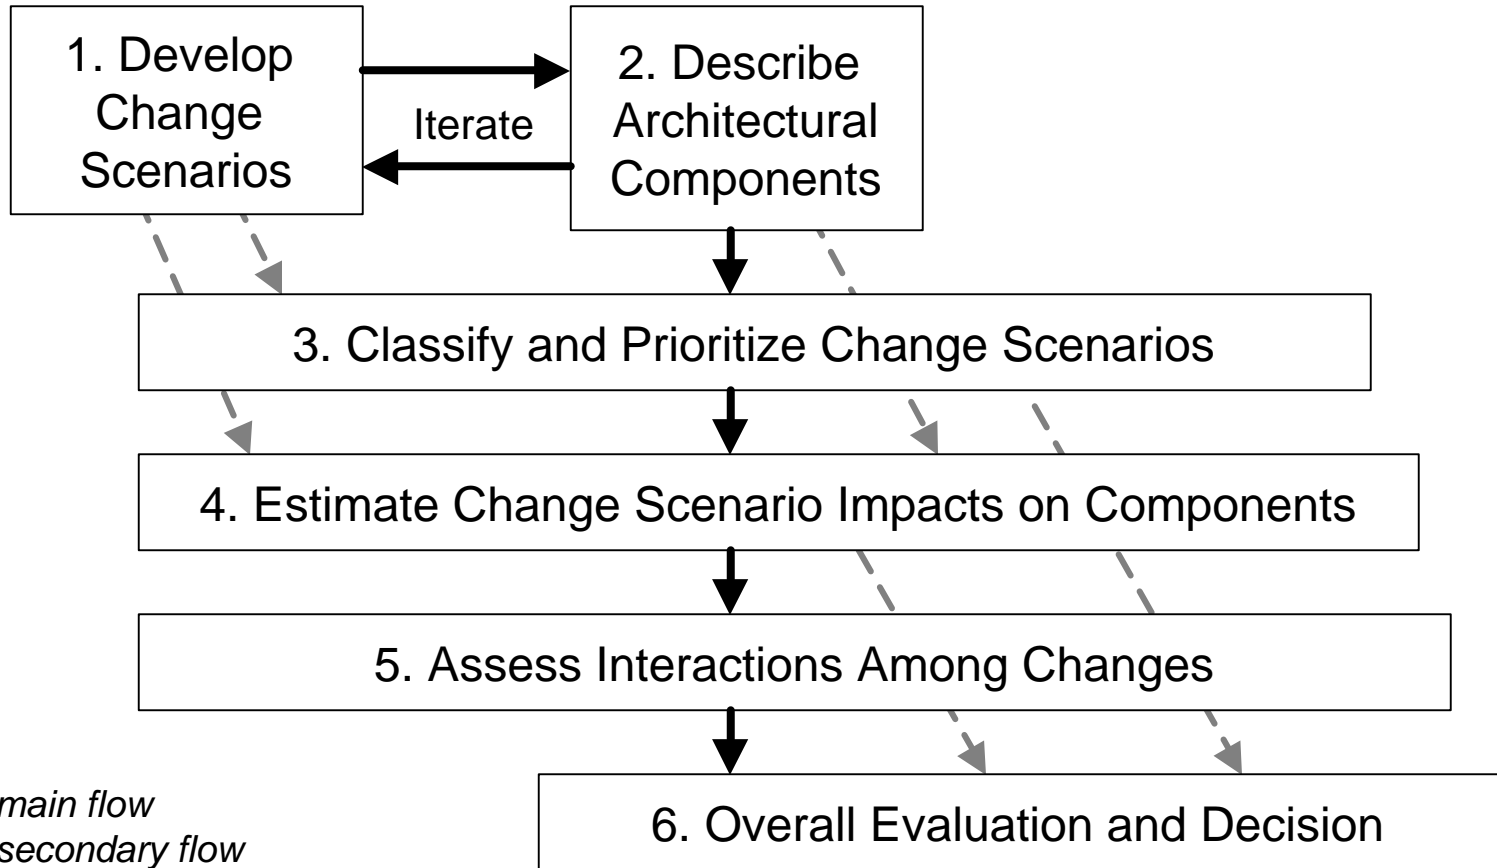 1. Develop
Change
Scenarios
Iterate
2. Describe
Architectural
Components
3. Classify and Prioritize Change Scenarios
4. Estimate Change Scenario Impacts on Components
5. Assess Interactions Among Changes
6. Overall Evaluation and Decision
main flow
secondary flow